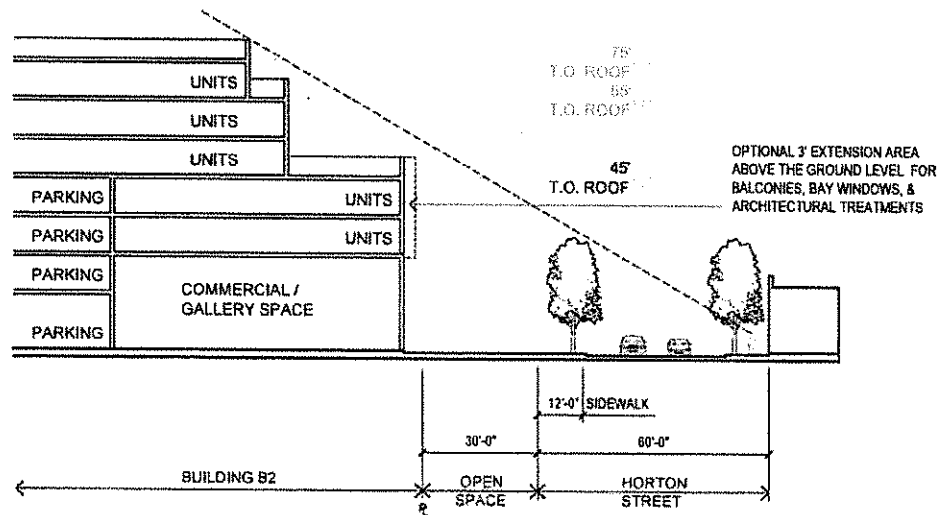 75'
T.O. ROOF
T.O. ROOF
UNITS
UNITS
UNITS
45'
T.O. ROOF
OPTIONAL 3' EXTENSION AREA
ABOVE THE GROUND LEVEL FOR
BALCONIES, BAY WINDOWS, &
ARCHITECTURAL TREATMENTS
PARKING
UNITS
PARKING
UNITS
PARKING
COMMERCIAL /
GALLERY SPACE
PARKING
12'-0" SIDEWALK
30'-0"
60'-0"
BUILDING B2
OPEN
SPACE
HORTON
STREET